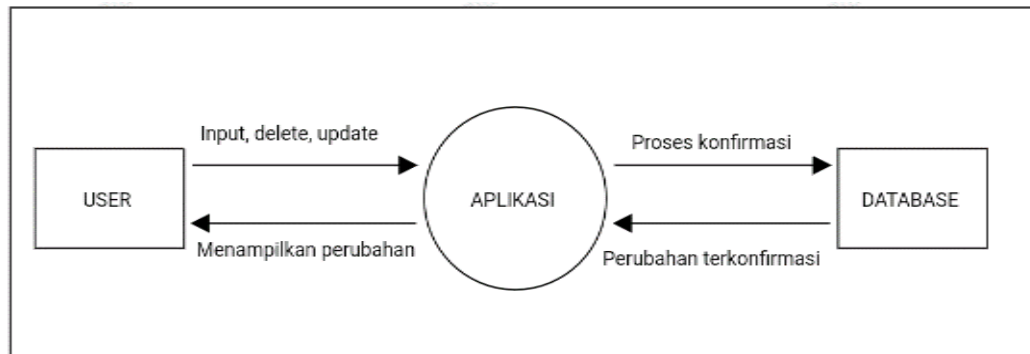 Input, delete, update
Proses konfirmasi
USER
APLIKASI
DATABASE
Menampilkan perubahan
Perubahan terkonfirmasi